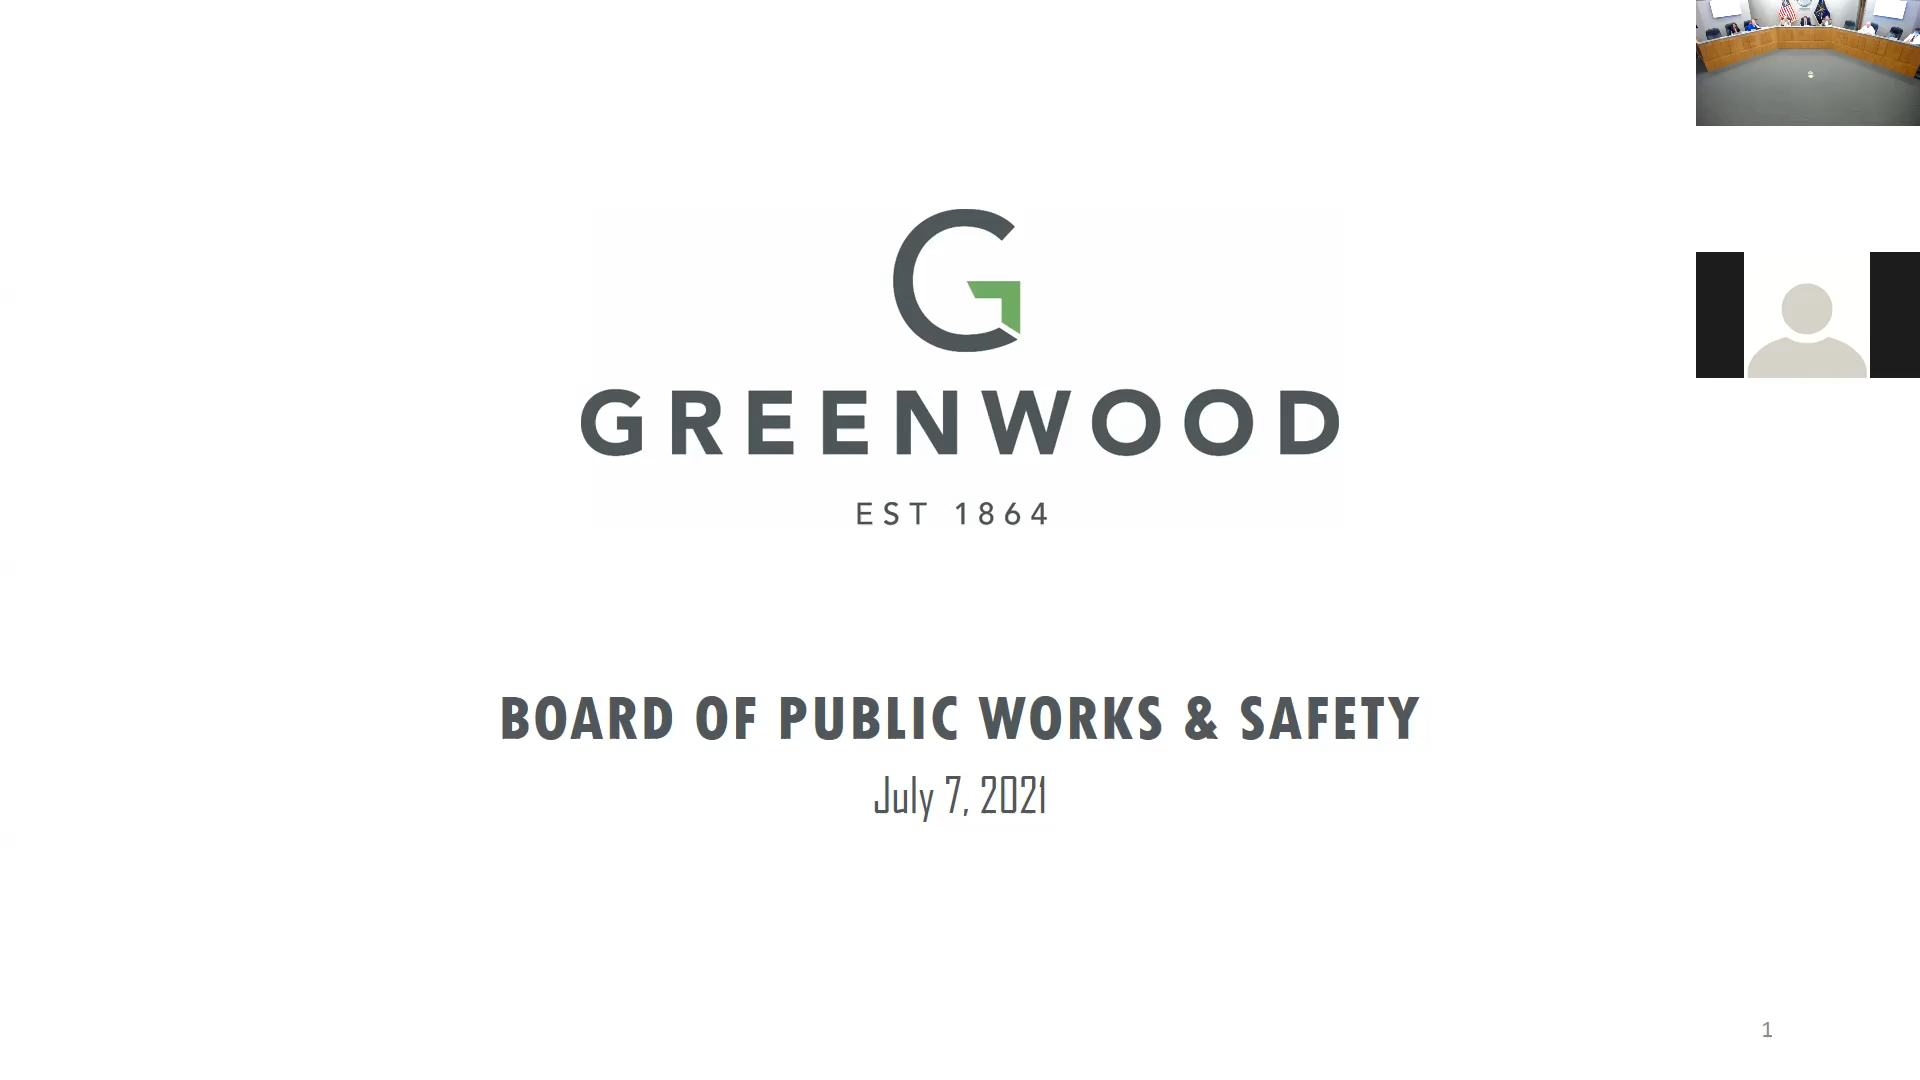 GREENWOOD
EST 1864
BOARD OF PUBLIC WORKS & SAFETY
July 7, 2021
1